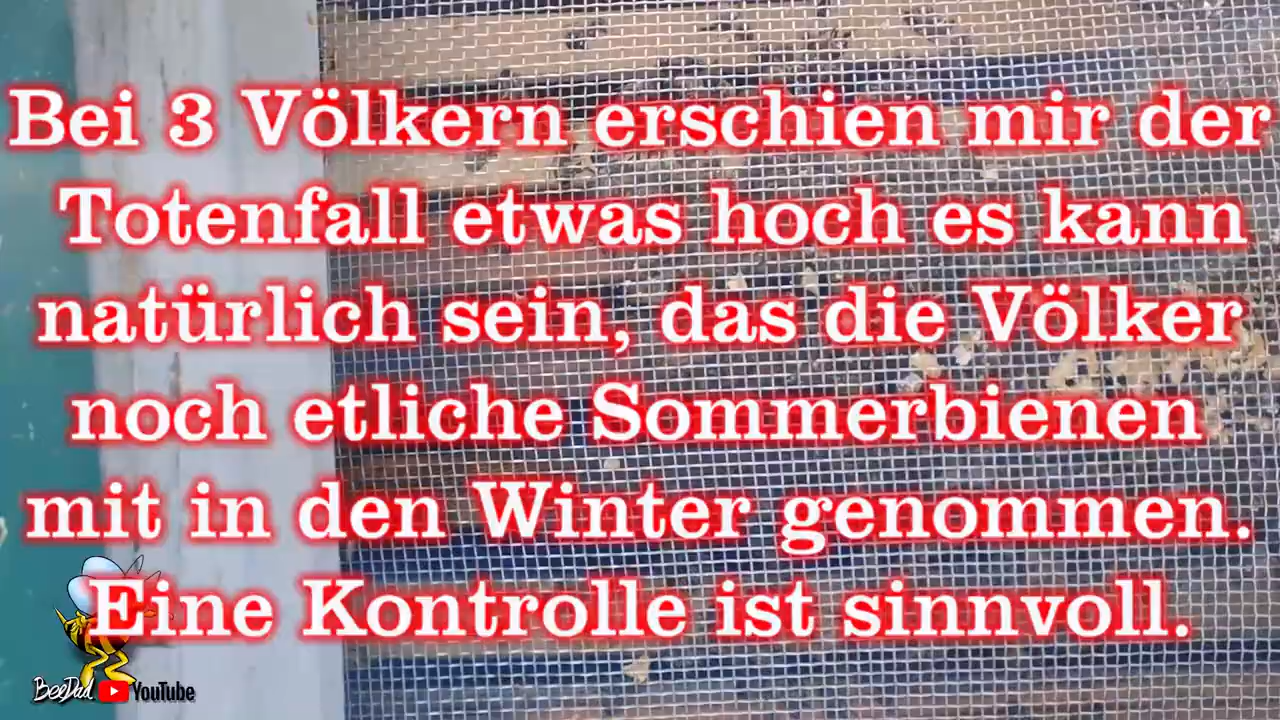 Bei 3 Völkern erschien mir der
Totenfall etwas hoch es kann
natürlich sein, das die Völker
noch etliche Sommerbienen
mit in den Winter genommen.
Eine Kontrolle ist sinnvoll.
BeeDad YouTube